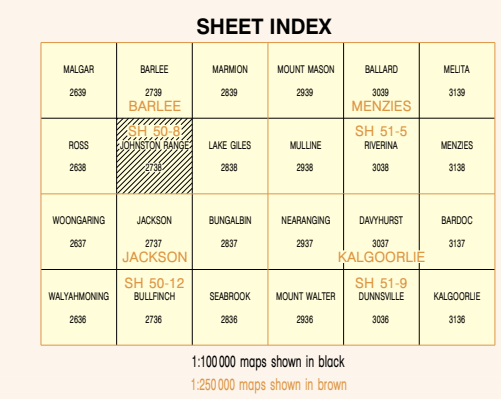 SHEET INDEX
MALGAR BARLEE MARMION MOUNT MASON BALLARD MELITA
2639 2739 2839 2939 3039 3139
BARLEE MENZIES
SH 50-8 SH 51-5
ROSS JOHNSTON RANGE LAKE GILES MULLINE RIVERINA MENZIES
2638 2738 2838 2938 3038 3138
WOONGARING JACKSON BUNGALBIN NEARANGING DAVYHURST BARDOC
2637 2737 2837 2937 3037 3137
JACKSON KALGOORLIE
SH 50-12 SH 51-9
WALYAHMONING BULLFINCH SEABROOK MOUNT WALTER DUNNSVILLE KALGOORLIE
2636 2736 2836 2936 3036 3136
1:100 000 maps shown in black
1:250 000 maps shown in brown